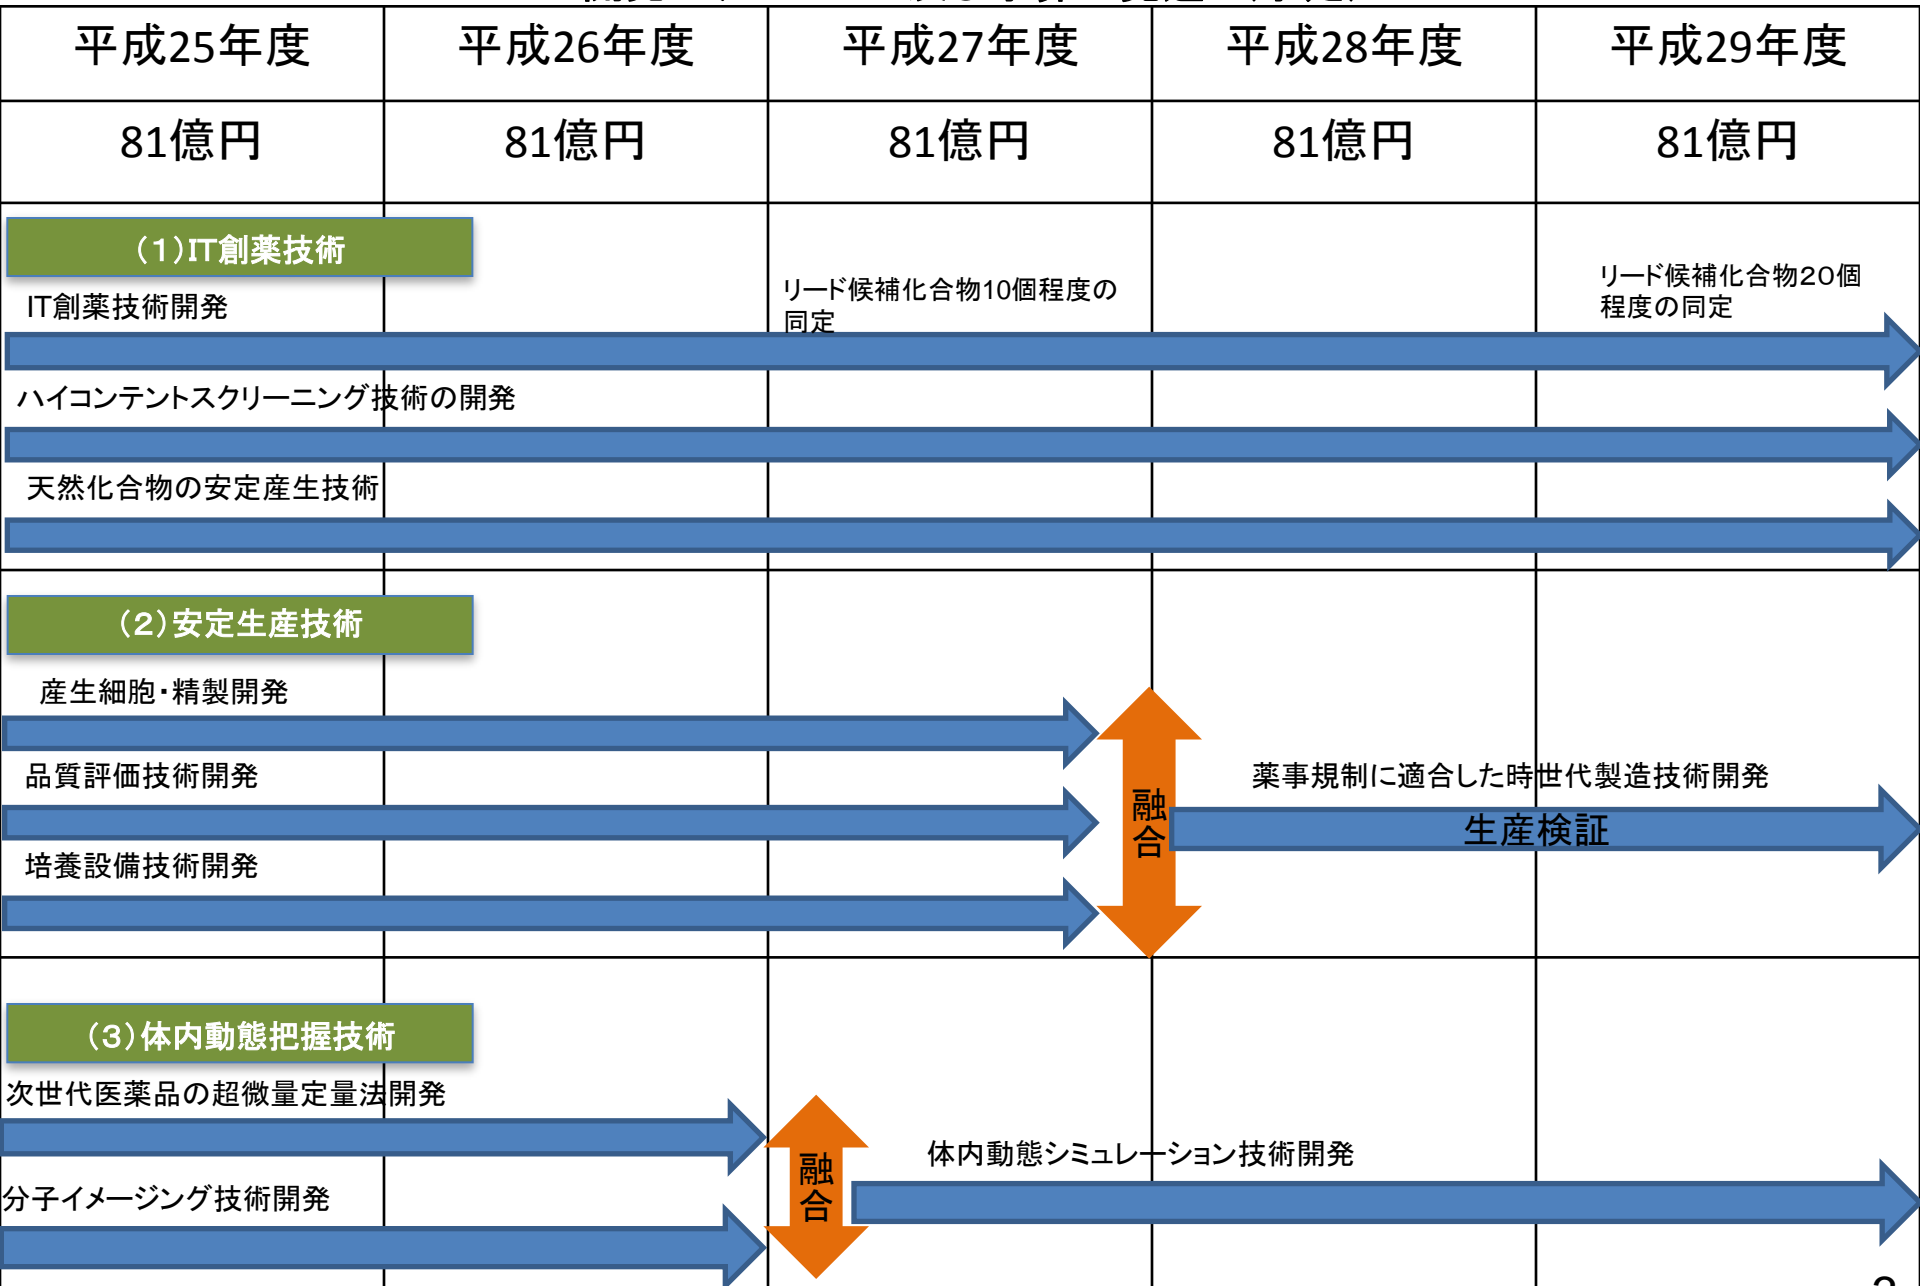 平成25年度
平成26年度
平成27年度
平成28年度
平成29年度
81億円
81億円
81億円
81億円
81億円
(1)IT創薬技術
IT創薬技術開発
リード候補化合物10個程度の
同定
リード候補化合物20個
程度の同定
ハイコンテントスクリーニング技術の開発
天然化合物の安定産生技術
(2)安定生産技術
産生細胞・精製開発
品質評価技術開発
培養設備技術開発
融合
薬事規制に適合した時世代製造技術開発
生産検証
(3)体内動態把握技術
次世代医薬品の超微量定量法開発
分子イメージング技術開発
融合
体内動態シミュレーション技術開発